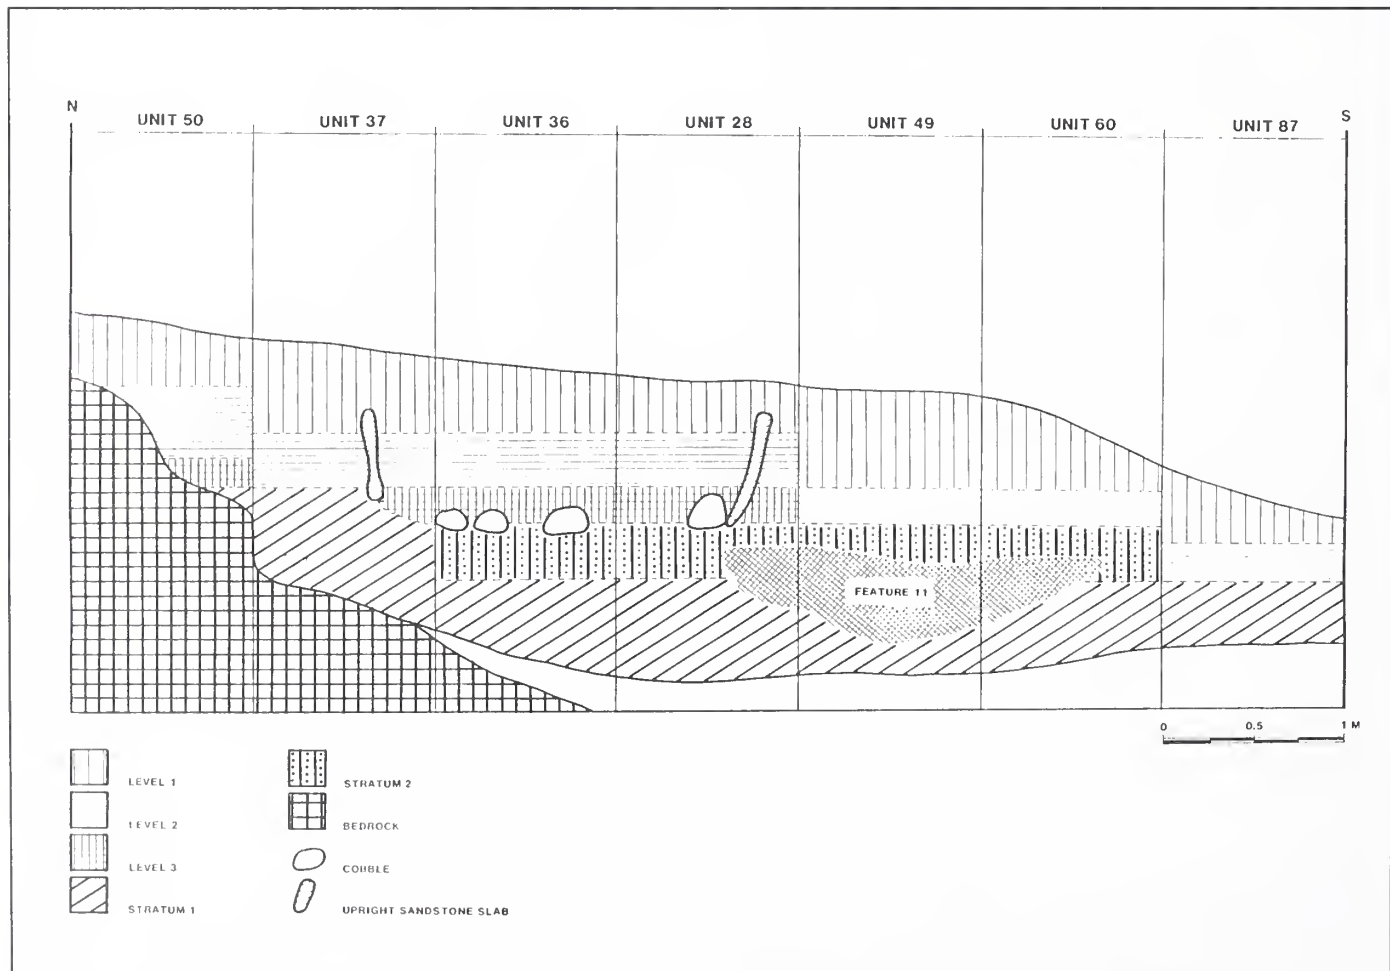 N S
UNIT 50 UNIT 37 UNIT 36 UNIT 28 UNIT 49 UNIT 60 UNIT 87
FEATURE 11
0 0.5 1 M
LEVEL 1
LEVEL 2
LEVEL 3
STRATUM 1
STRATUM 2
BEDROCK
COBBLE
UPRIGHT SANDSTONE SLAB